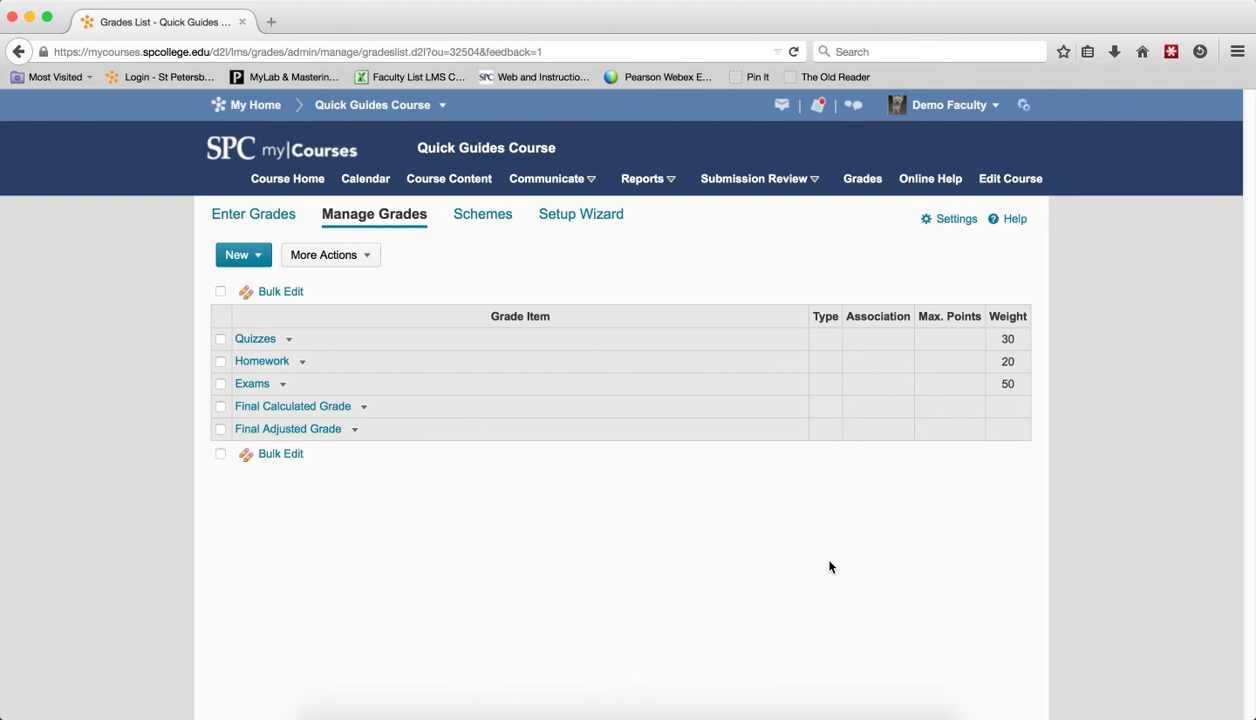 Grades List - Quick Guides ...
https://mycourses.spcollege.edu/d2l/lms/grades/admin/manage/gradeslist.d2l?ou=32504&feedback=1
Search
Most Visited
Login - St Petersb...
MyLab & Masterin...
Faculty List LMS C...
SPC Web and Instructio...
Pearson Webex E...
Pin It
The Old Reader
My Home
Quick Guides Course
Demo Faculty
SPC my|Courses
Quick Guides Course
Course Home
Calendar
Course Content
Communicate
Reports
Submission Review
Grades
Online Help
Edit Course
Enter Grades
Manage Grades
Schemes
Setup Wizard
Settings
Help
New
More Actions
Bulk Edit
Grade Item Type Association Max. Points Weight
Quizzes 30
Homework 20
Exams 50
Final Calculated Grade
Final Adjusted Grade
Bulk Edit